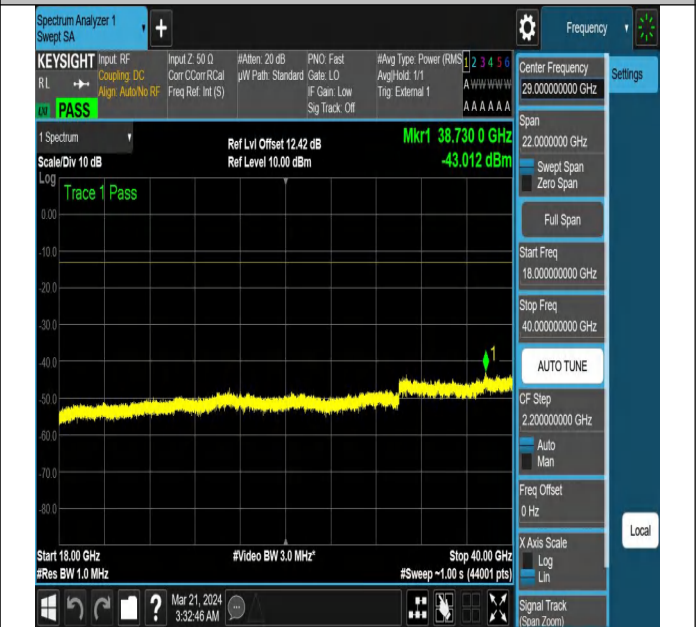 Spectrum Analyzer 1
Swept SA
+
Frequency
KEYSIGHT
Input: RF
Coupling: DC
Align: Auto/No RF
Input Z: 50 Ω
Corr CCorr RCal
Freq Ref: Int (S)
#Atten: 20 dB
µW Path: Standard
PNO: Fast
Gate: LO
IF Gain: Low
Sig Track: Off
#Avg Type: Power (RMS
Avg|Hold: 1/1
Trig: External 1
1 2 3 4 5 6
A W W W W W
A A A A A A
RL
PASS
1 Spectrum
Scale/Div 10 dB
Log
Ref Lvl Offset 12.42 dB
Ref Level 10.00 dBm
Mkr1 38.730 0 GHz
-43.012 dBm
Trace 1 Pass
0.00
-10.0
-20.0
-30.0
-40.0
-50.0
-60.0
-70.0
-80.0
1
Start 18.00 GHz
#Res BW 1.0 MHz
#Video BW 3.0 MHz*
Stop 40.00 GHz
#Sweep ~1.00 s (44001 pts)
Mar 21, 2024
3:32:46 AM
?
Center Frequency
29.000000000 GHz
Settings
Span
22.0000000 GHz
Swept Span
Zero Span
Full Span
Start Freq
18.000000000 GHz
Stop Freq
40.000000000 GHz
AUTO TUNE
CF Step
2.200000000 GHz
Auto
Man
Freq Offset
0 Hz
X Axis Scale
Log
Lin
Local
Signal Track
(Span Zoom)